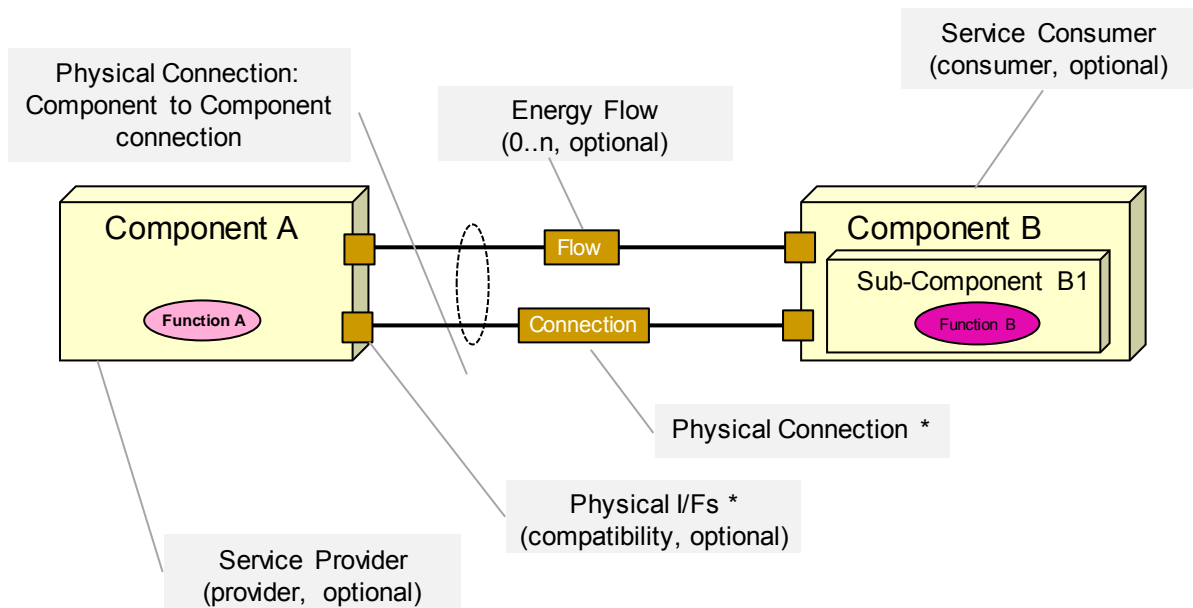 Service Consumer
(consumer, optional)
Physical Connection:
Component to Component
connection
Energy Flow
(0..n, optional)
Component A
Function A
Flow
Connection
Component B
Sub-Component B1
Function B
Physical Connection *
Physical I/Fs *
(compatibility, optional)
Service Provider
(provider, optional)